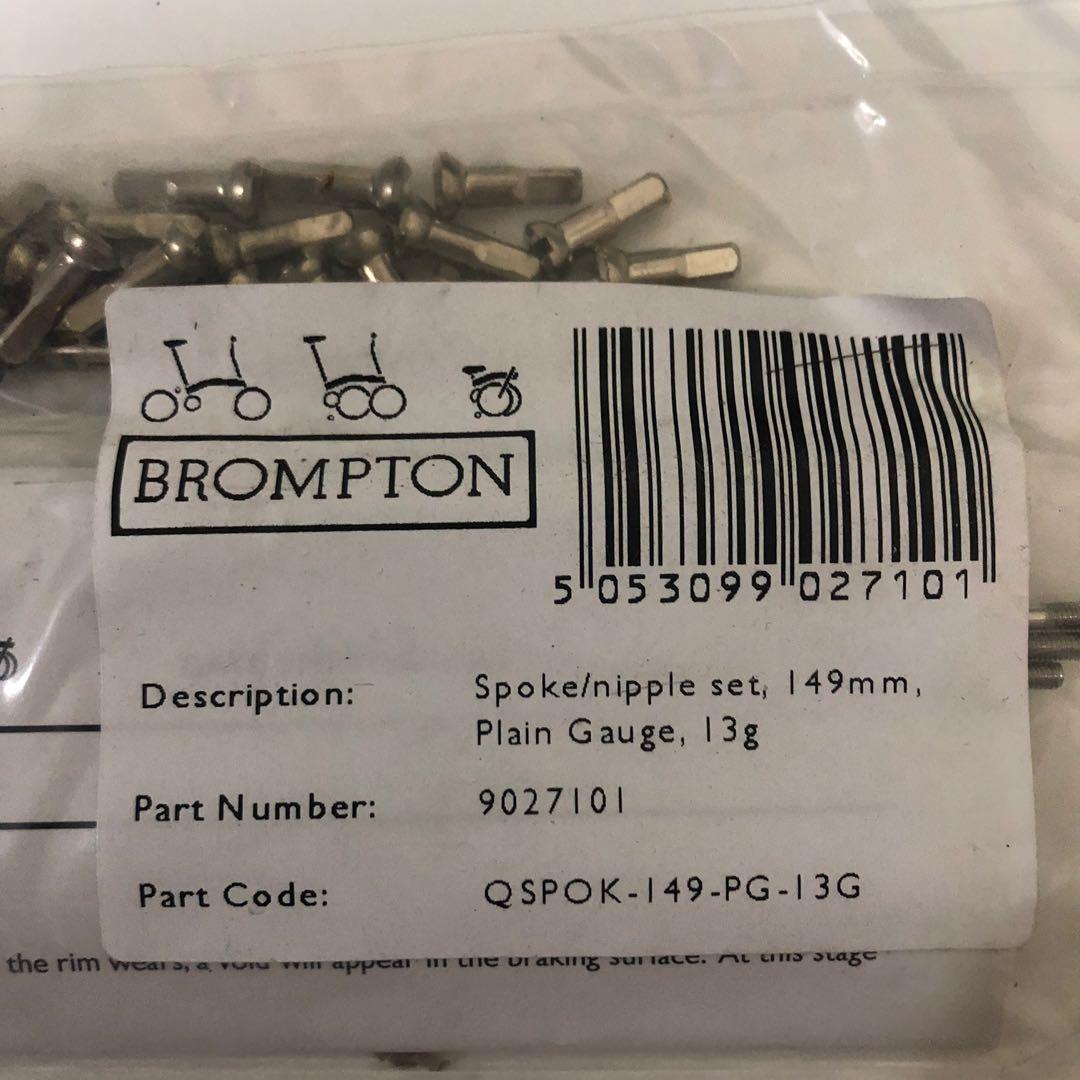 BROMPTON
5 053099 027101
Description: Spoke/nipple set, 149mm,
Plain Gauge, 13g
Part Number: 9027101
Part Code: QSPOK-149-PG-13G
the rim wears, a void will appear in the braking surface. At this stage